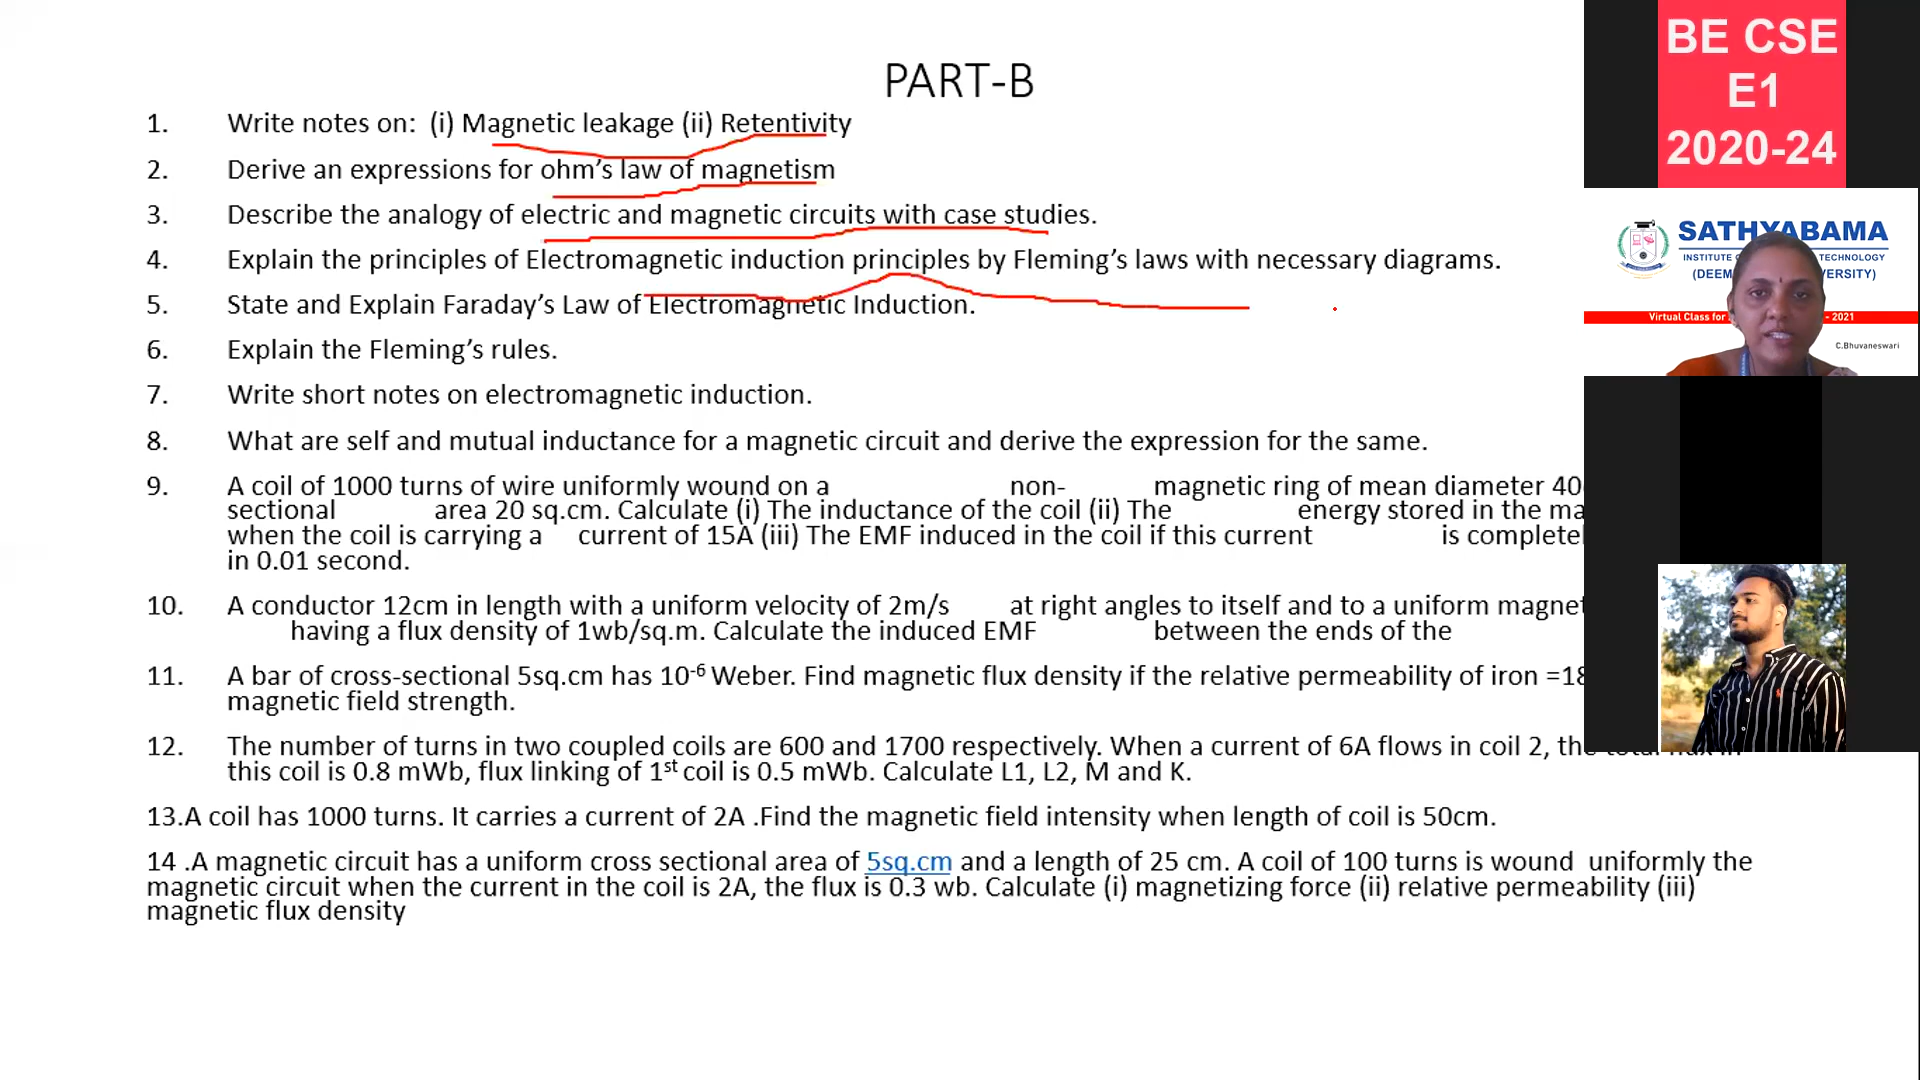 PART-B
1. Write notes on: (i) Magnetic leakage (ii) Retentivity
2. Derive an expressions for ohm's law of magnetism
3. Describe the analogy of electric and magnetic circuits with case studies.
4. Explain the principles of Electromagnetic induction principles by Fleming's laws with necessary diagrams.
5. State and Explain Faraday's Law of Electromagnetic Induction.
6. Explain the Fleming's rules.
7. Write short notes on electromagnetic induction.
8. What are self and mutual inductance for a magnetic circuit and derive the expression for the same.
9. A coil of 1000 turns of wire uniformly wound on a non- magnetic ring of mean diameter 40
sectional area 20 sq.cm. Calculate (i) The inductance of the coil (ii) The energy stored in the
when the coil is carrying a current of 15A (iii) The EMF induced in the coil if this current is
in 0.01 second.
10. A conductor 12cm in length with a uniform velocity of 2m/s at right angles to itself and to a uniform
having a flux density of 1wb/sq.m. Calculate the induced EMF between the ends of the
11. A bar of cross-sectional 5sq.cm has 10-6 Weber. Find magnetic flux density if the relative permeability of iron
magnetic field strength.
12. The number of turns in two coupled coils are 600 and 1700 respectively. When a current of 6A flows in coil 2,
this coil is 0.8 mWb, flux linking of 1st coil is 0.5 mWb. Calculate L1, L2, M and K.
13.A coil has 1000 turns. It carries a current of 2A .Find the magnetic field intensity when length of coil is 50cm.
14 .A magnetic circuit has a uniform cross sectional area of 5sq.cm and a length of 25 cm. A coil of 100 turns is wound uniformly the
magnetic circuit when the current in the coil is 2A, the flux is 0.3 wb. Calculate (i) magnetizing force (ii) relative permeability (iii)
magnetic flux density
BE CSE
E1
2020-24
SATHYABAMA
INSTITUTE TECHNOLOGY
Virtual Class for - 2021
C.Bhuvaneswari